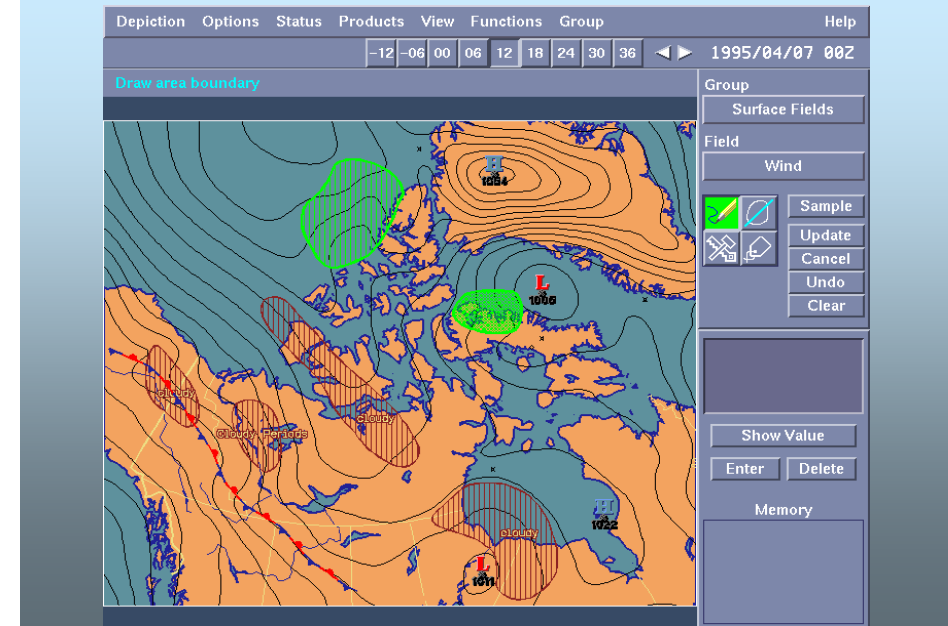 Depiction Options Status Products View Functions Group Help
-12 -06 00 06 12 18 24 30 36 1995/04/07 00Z
Draw area boundary
Group
Surface Fields
Field
Wind
Sample
Update
Cancel
Undo
Clear
H
1054
L
1006
cloudy
cloudy
Cloudy Periods
Show Value
Enter Delete
Memory
H
1022
cloudy
L
1011